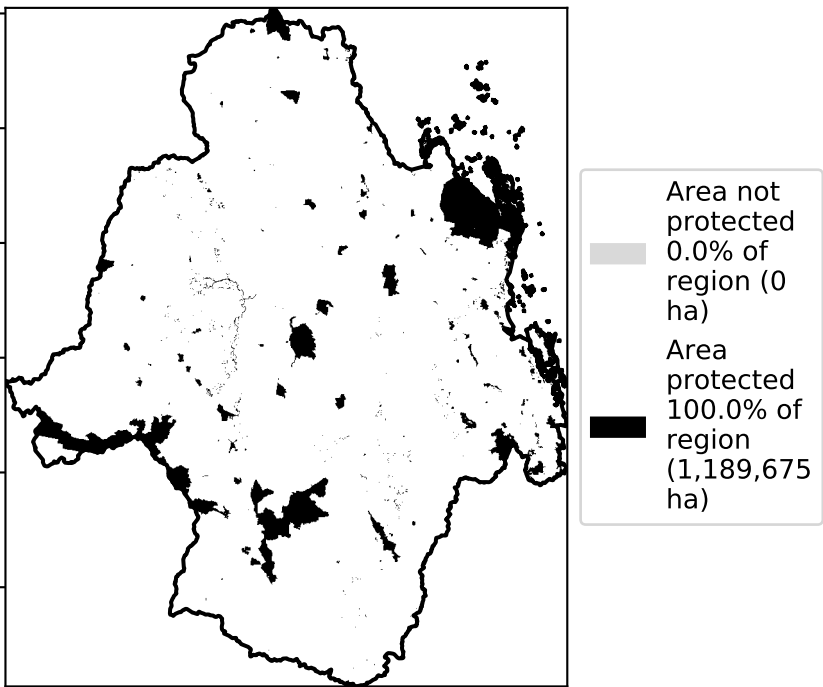 Area not
protected
0.0% of
region (0
ha)
Area
protected
100.0% of
region
(1,189,675
ha)